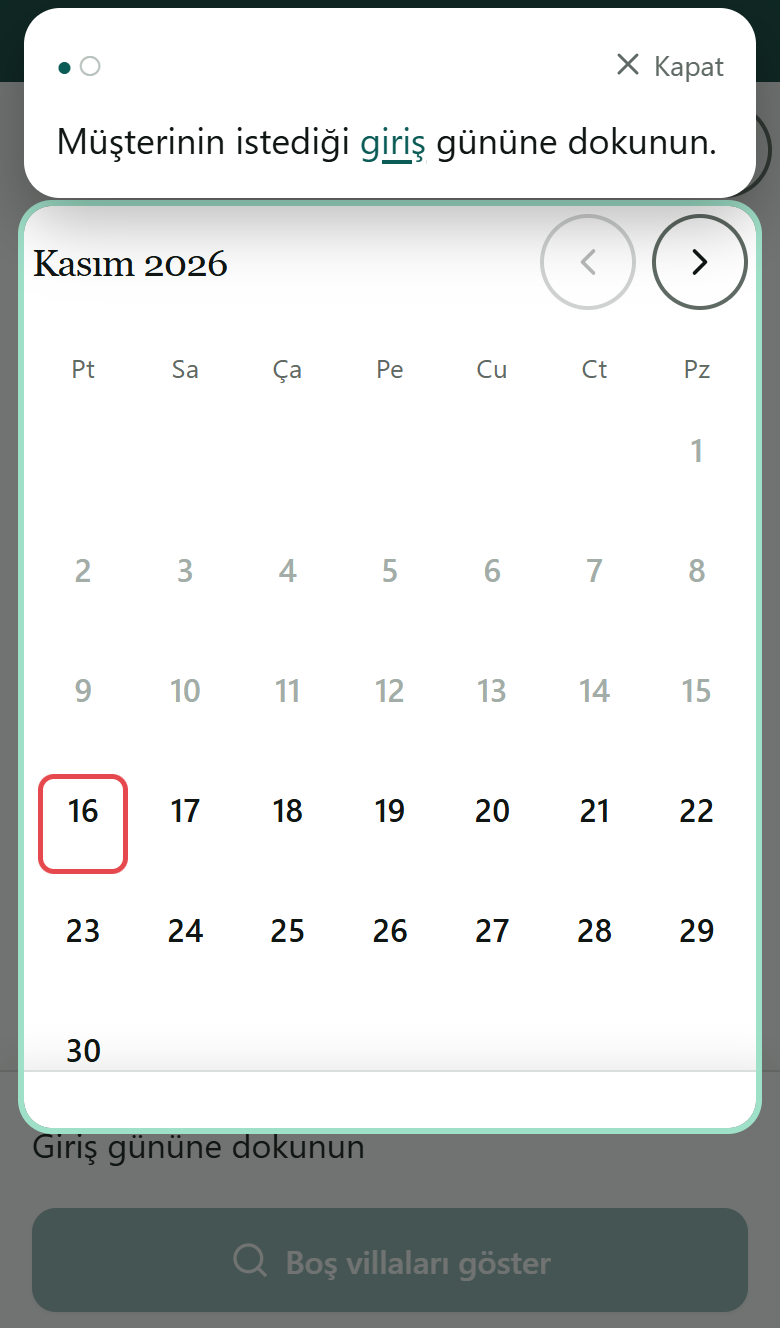 Kapat
Müşterinin istediği giriş gününe dokunun.
Kasım 2026
Pt Sa Ça Pe Cu Ct Pz
1
2 3 4 5 6 7 8
9 10 11 12 13 14 15
16 17 18 19 20 21 22
23 24 25 26 27 28 29
30
Giriş gününe dokunun
Boş villaları göster